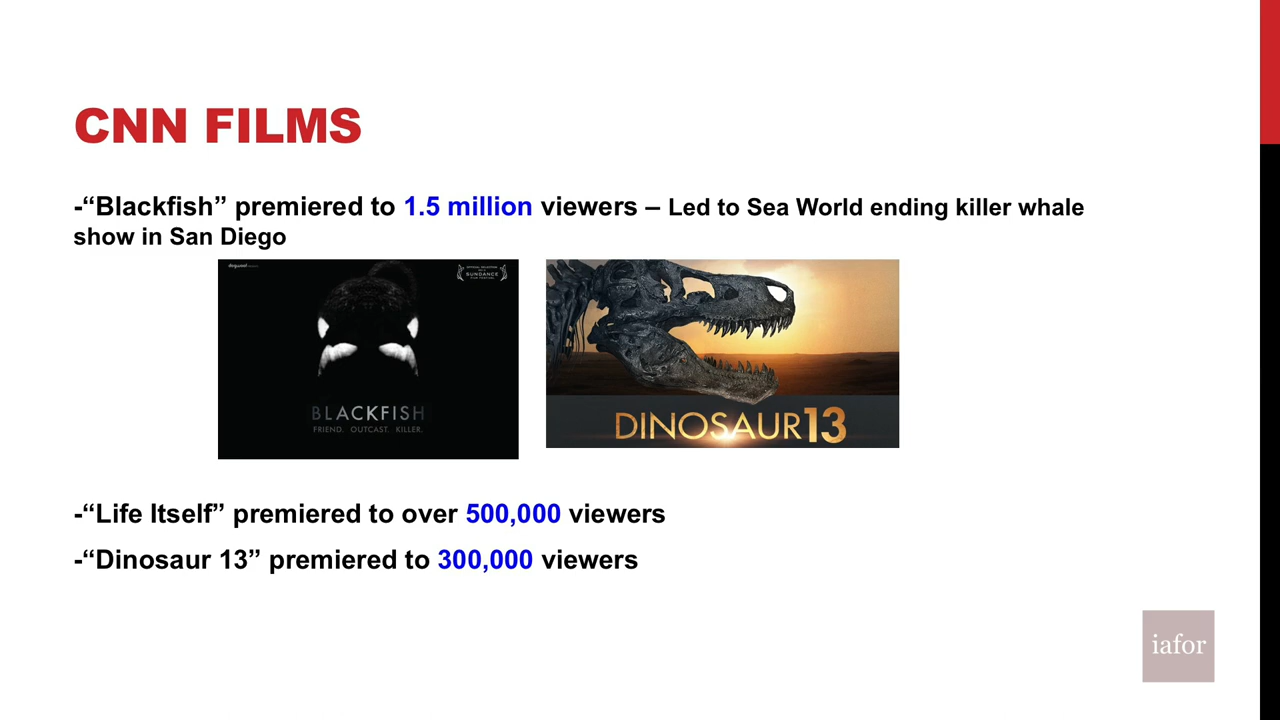 CNN FILMS
-“Blackfish” premiered to 1.5 million viewers – Led to Sea World ending killer whale
show in San Diego
SUNDANCE
BLACKFISH
FRIEND. OUTCAST. KILLER.
DINOSAUR13
-“Life Itself” premiered to over 500,000 viewers
-“Dinosaur 13” premiered to 300,000 viewers
iafor